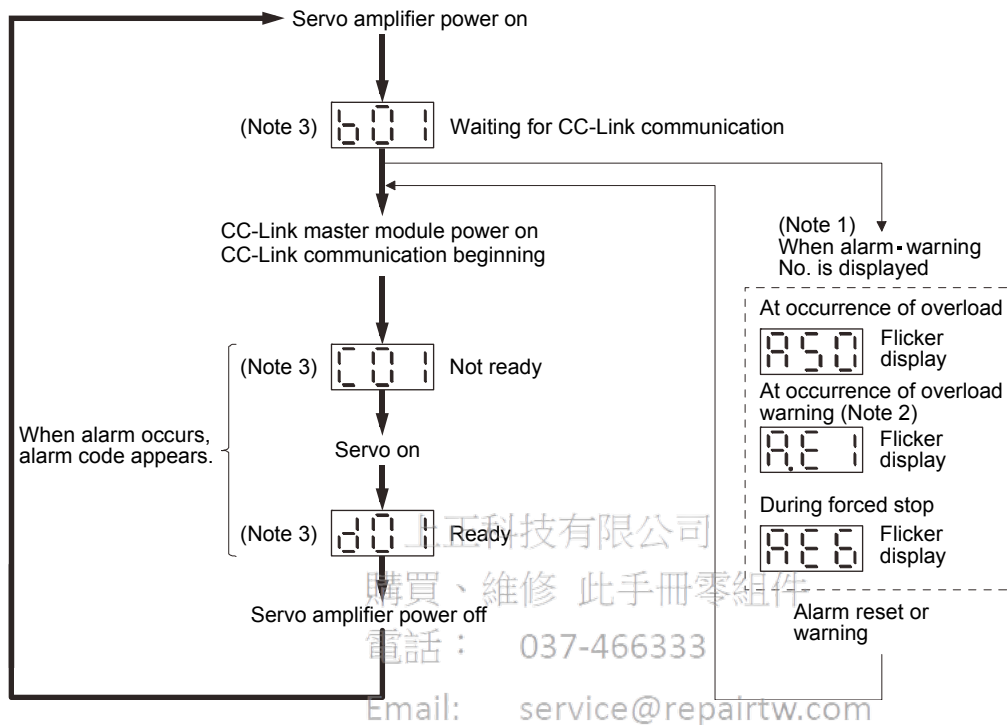 Servo amplifier power on
(Note 3) b01 Waiting for CC-Link communication
CC-Link master module power on
CC-Link communication beginning
(Note 1)
When alarm-warning
No. is displayed
At occurrence of overload
A50 Flicker
display
At occurrence of overload
warning (Note 2)
A.E1 Flicker
display
During forced stop
AE6 Flicker
display
Alarm reset or
warning
(Note 3) C01 Not ready
When alarm occurs,
alarm code appears.
Servo on
(Note 3) d01 Ready
Servo amplifier power off
上正科技有限公司
購買、維修 此手冊零組件
電話: 037-466333
Email: service@repairtw.com